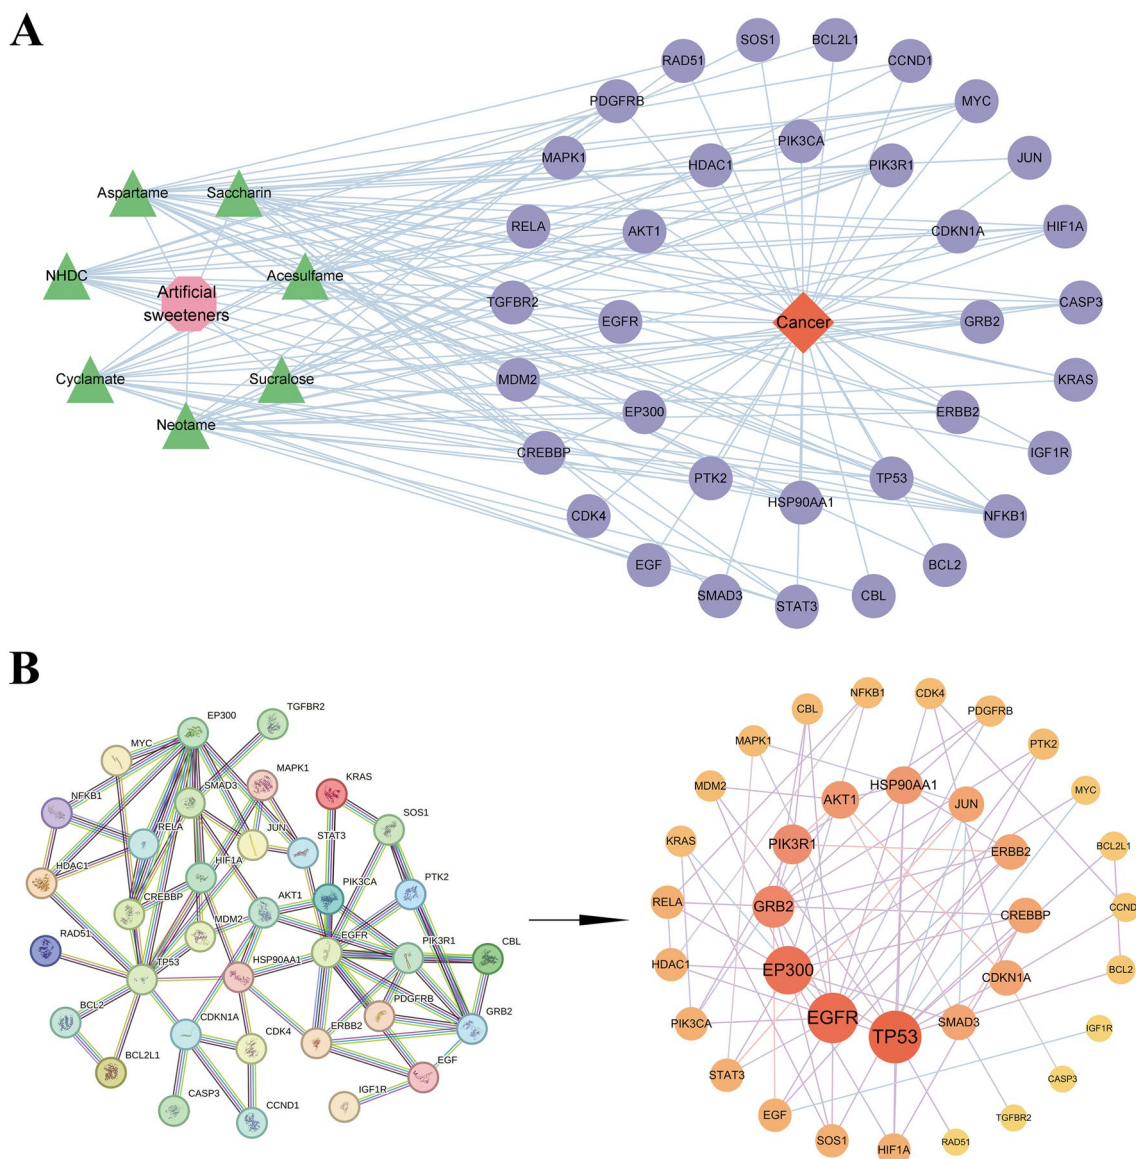 A
SOS1
BCL2L1
RAD51
CCND1
PDGFRB
MYC
PIK3CA
MAPK1
HDAC1
PIK3R1
JUN
Aspartame
Saccharin
RELA
AKT1
CDKN1A
HIF1A
NHDC
Acesulfame
Artificial
sweeteners
TGFBR2
EGFR
Cancer
GRB2
CASP3
Cyclamate
Sucralose
MDM2
KRAS
Neotame
EP300
ERBB2
CREBBP
IGF1R
PTK2
TP53
HSP90AA1
CDK4
NFKB1
EGF
BCL2
SMAD3
STAT3
CBL
B
EP300
TGFBR2
MYC
MAPK1
KRAS
SMAD3
NFKB1
SOS1
RELA
JUN
STAT3
HIF1A
HDAC1
PIK3CA
PTK2
CREBBP
AKT1
MDM2
EGFR
RAD51
PIK3R1
CBL
TP53
HSP90AA1
BCL2
CDKN1A
PDGFRB
GRB2
CDK4
ERBB2
BCL2L1
EGF
CASP3
IGF1R
CCND1
NFKB1
CDK4
CBL
PDGFRB
MAPK1
PTK2
MDM2
HSP90AA1
AKT1
JUN
MYC
KRAS
PIK3R1
ERBB2
BCL2L1
RELA
GRB2
CREBBP
CCND
HDAC1
EP300
CDKN1A
BCL2
PIK3CA
EGFR
TP53
SMAD3
IGF1R
STAT3
CASP3
EGF
TGFBR2
SOS1
HIF1A
RAD51